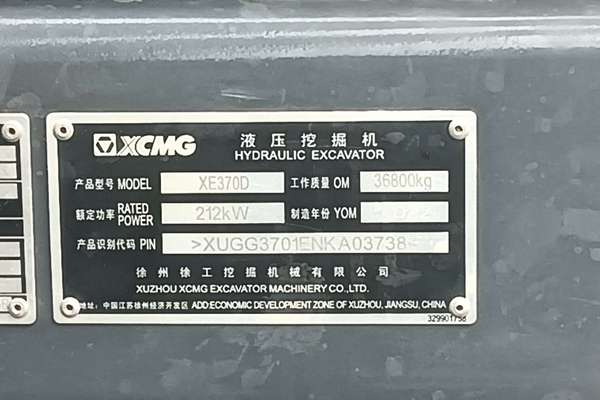 XCMG
液压挖掘机
HYDRAULIC EXCAVATOR
产品型号 MODEL XE370D 工作质量 OM 36800kg
额定功率 RATED POWER 212kW 制造年份 YOM
产品识别代码 PIN >XUGG3701ENKA03738
徐州徐工挖掘机械有限公司
XUZHOU XCMG EXCAVATOR MACHINERY CO.,LTD.
地址: 中国江苏徐州经济开发区 ADD:ECONOMIC DEVELOPMENT ZONE OF XUZHOU, JIANGSU, CHINA
329901758